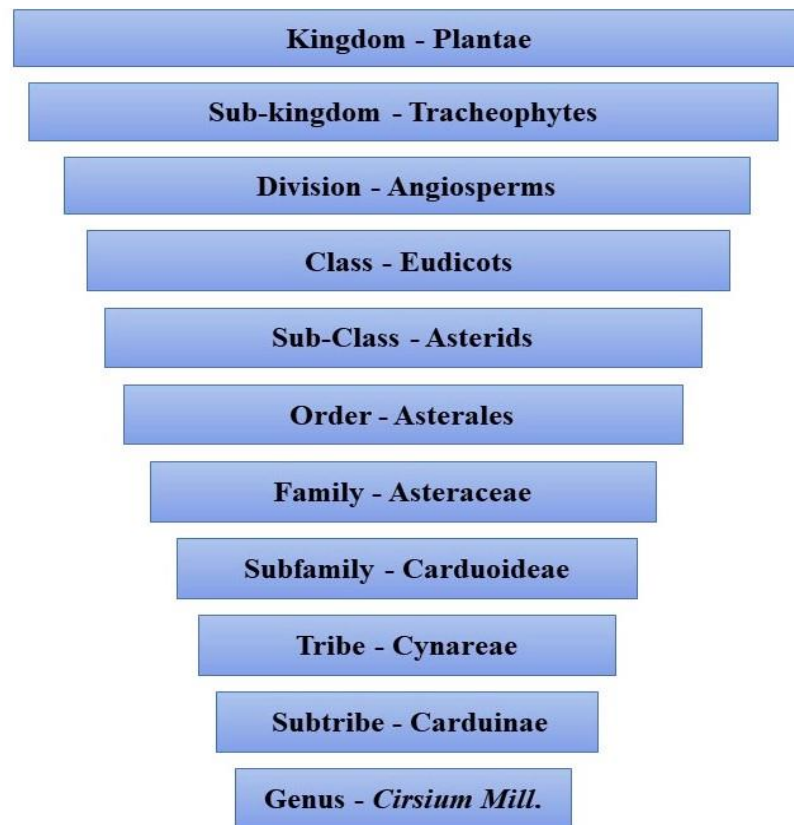 Kingdom - Plantae
Sub-kingdom - Tracheophytes
Division - Angiosperms
Class - Eudicots
Sub-Class - Asterids
Order - Asterales
Family - Asteraceae
Subfamily - Carduoideae
Tribe - Cynareae
Subtribe - Carduinae
Genus - Cirsium Mill.